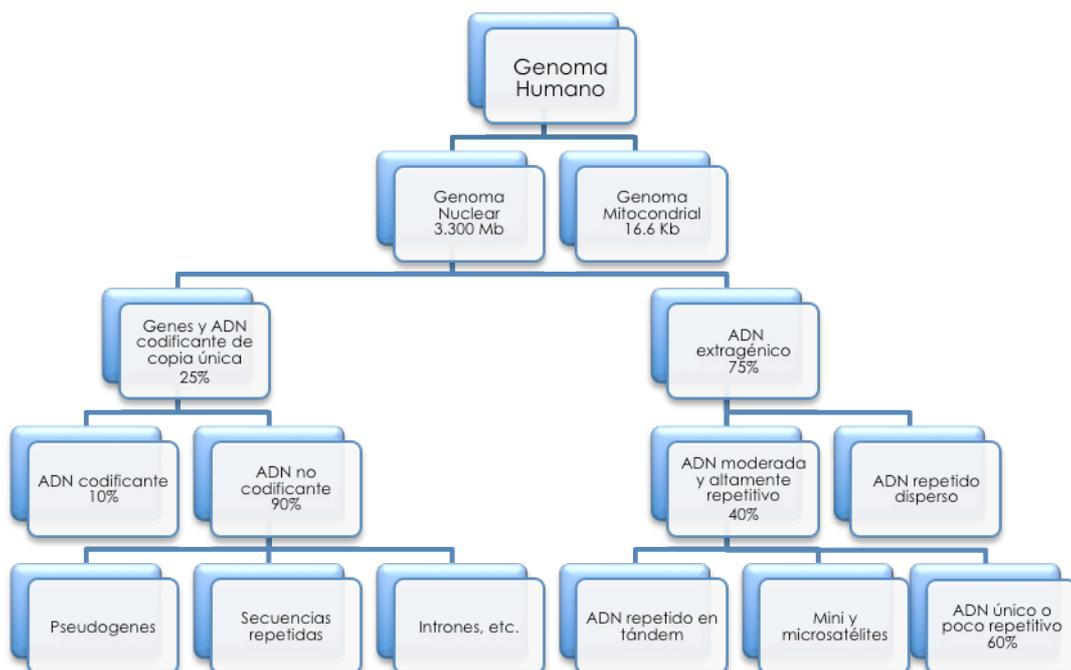 Genoma
Humano
Genoma
Nuclear
3.300 Mb
Genoma
Mitocondrial
16.6 Kb
Genes y ADN
codificante de
copia única
25%
ADN
extragénico
75%
ADN codificante
10%
ADN no
codificante
90%
ADN moderada
y altamente
repetitivo
40%
ADN repetido
disperso
Pseudogenes
Secuencias
repetidas
Intrones, etc.
ADN repetido en
tándem
Mini y
microsatélites
ADN único o
poco repetitivo
60%